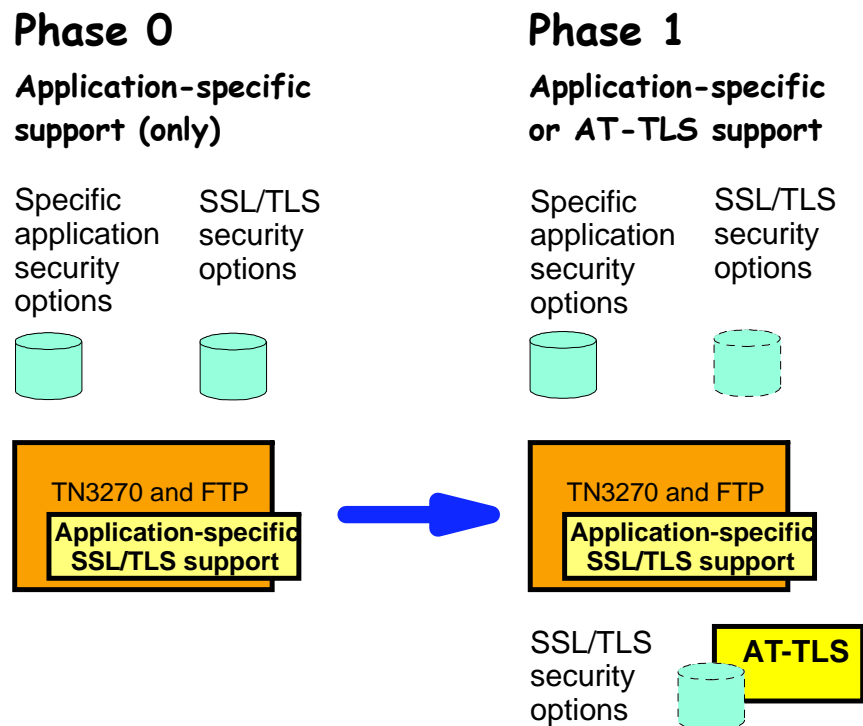 Phase 0
Application-specific
support (only)
Specific
application
security
options
SSL/TLS
security
options
TN3270 and FTP
Application-specific
SSL/TLS support
Phase 1
Application-specific
or AT-TLS support
Specific
application
security
options
SSL/TLS
security
options
TN3270 and FTP
Application-specific
SSL/TLS support
SSL/TLS
security
options
AT-TLS